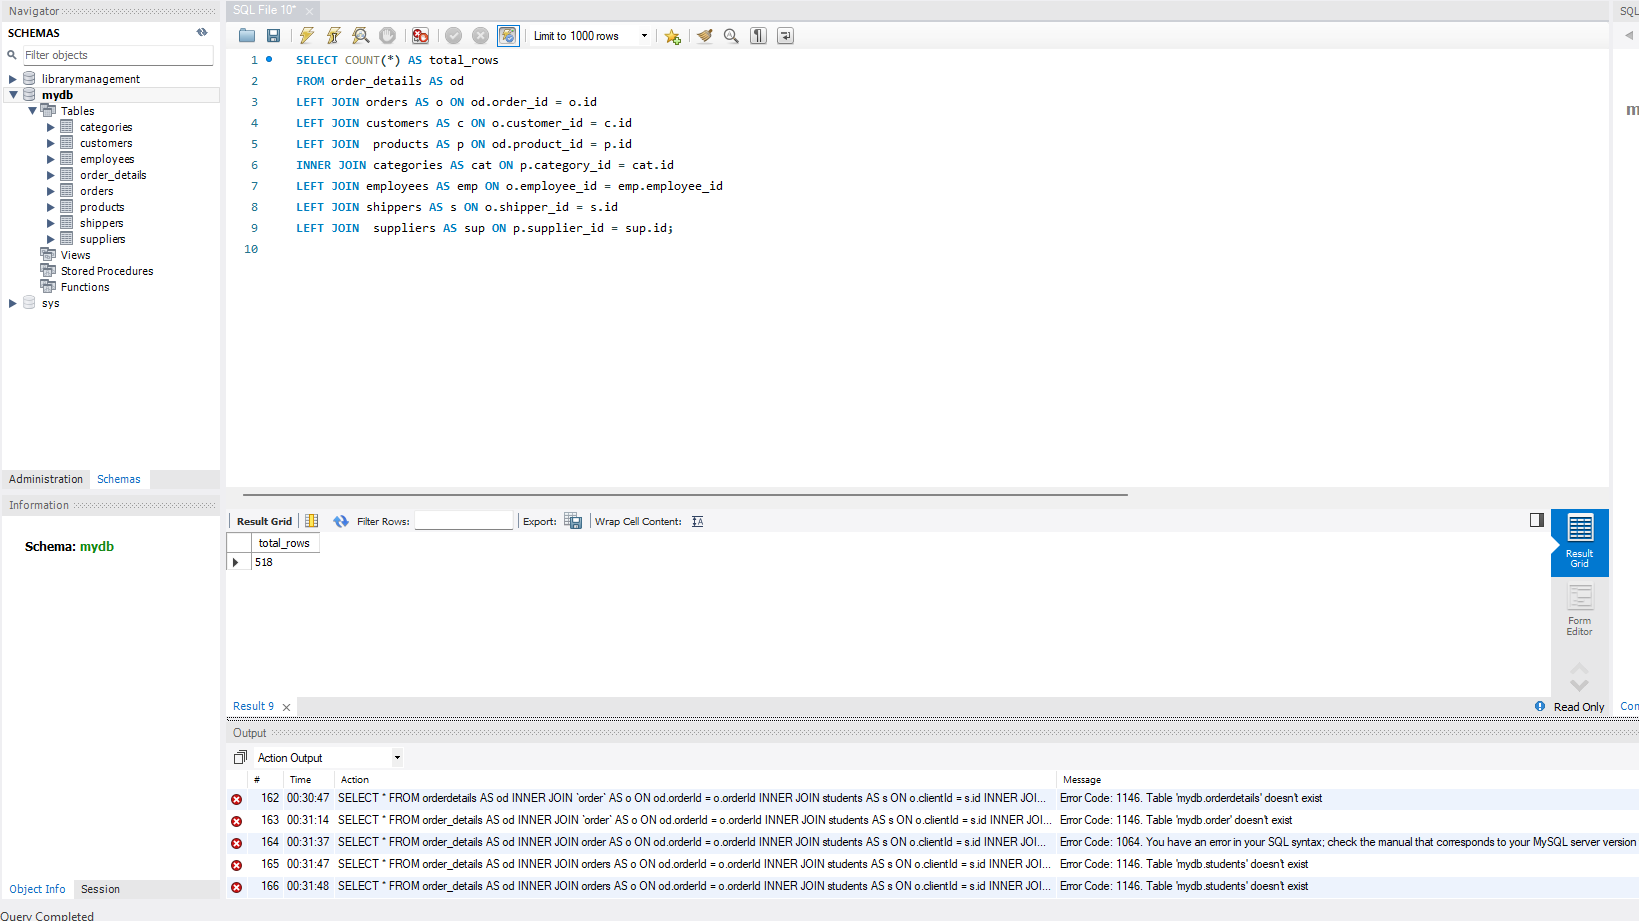 Navigator
SCHEMAS
Filter objects
librarymanagement
mydb
Tables
categories
customers
employees
order_details
orders
products
shippers
suppliers
Views
Stored Procedures
Functions
sys
Administration Schemas
Information
Schema: mydb
Object Info Session
Query Completed
SQL File 10*
Limit to 1000 rows
1 SELECT COUNT(*) AS total_rows
2 FROM order_details AS od
3 LEFT JOIN orders AS o ON od.order_id = o.id
4 LEFT JOIN customers AS c ON o.customer_id = c.id
5 LEFT JOIN  products AS p ON od.product_id = p.id
6 INNER JOIN categories AS cat ON p.category_id = cat.id
7 LEFT JOIN employees AS emp ON o.employee_id = emp.employee_id
8 LEFT JOIN shippers AS s ON o.shipper_id = s.id
9 LEFT JOIN  suppliers AS sup ON p.supplier_id = sup.id;
10
Result Grid Filter Rows: Export: Wrap Cell Content:
total_rows
518
Result Grid
Form Editor
Result 9
Read Only
Output
Action Output
# Time Action Message
162 00:30:47 SELECT * FROM orderdetails AS od INNER JOIN `order` AS o ON od.orderId = o.orderId INNER JOIN students AS s ON o.clientId = s.id INNER JOI... Error Code: 1146. Table 'mydb.orderdetails' doesn't exist
163 00:31:14 SELECT * FROM order_details AS od INNER JOIN `order` AS o ON od.orderId = o.orderId INNER JOIN students AS s ON o.clientId = s.id INNER JO... Error Code: 1146. Table 'mydb.order' doesn't exist
164 00:31:37 SELECT * FROM order_details AS od INNER JOIN order AS o ON od.orderId = o.orderId INNER JOIN students AS s ON o.clientId = s.id INNER JOI... Error Code: 1064. You have an error in your SQL syntax; check the manual that corresponds to your MySQL server version
165 00:31:47 SELECT * FROM order_details AS od INNER JOIN orders AS o ON od.orderId = o.orderId INNER JOIN students AS s ON o.clientId = s.id INNER JO... Error Code: 1146. Table 'mydb.students' doesn't exist
166 00:31:48 SELECT * FROM order_details AS od INNER JOIN orders AS o ON od.orderId = o.orderId INNER JOIN students AS s ON o.clientId = s.id INNER JO... Error Code: 1146. Table 'mydb.students' doesn't exist
SQL
m
Con